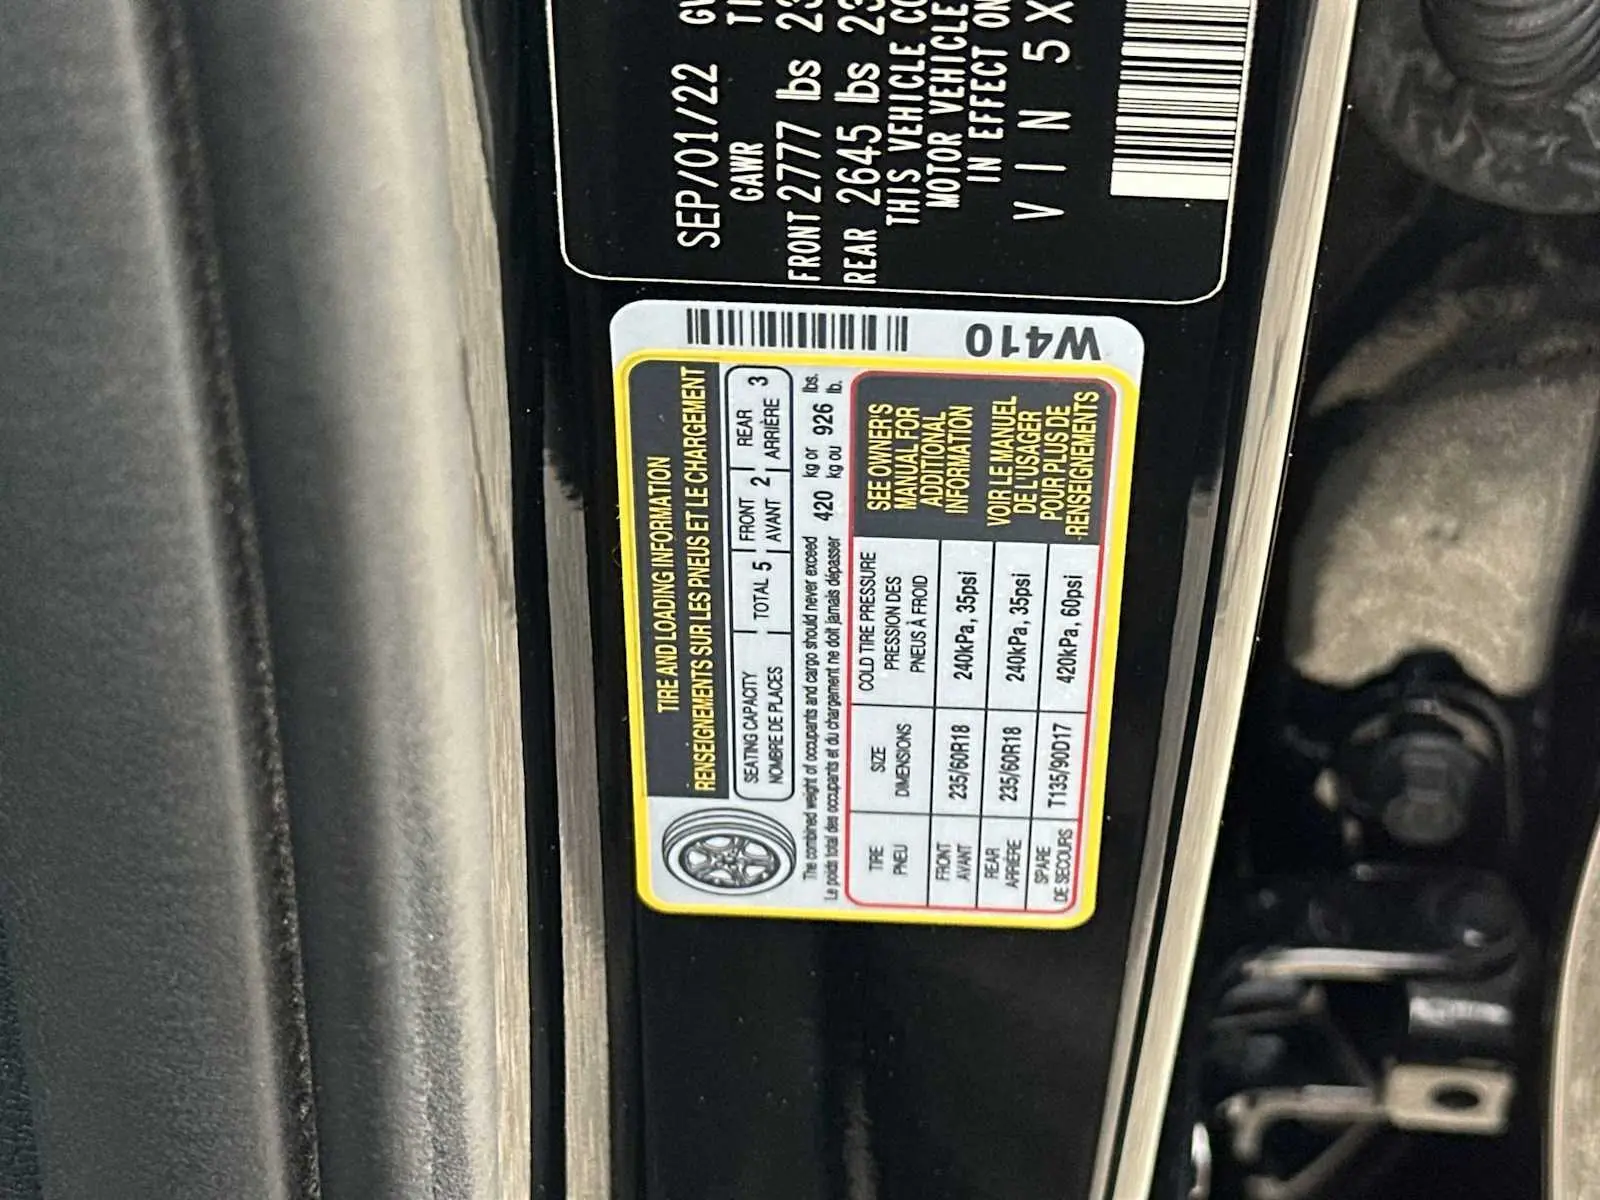 SEP/01/22
GAWR
FRONT 2777 lbs
REAR 2645 lbs
THIS VEHICLE
MOTOR VEHICLE
IN EFFECT ON
VIN 5X
W410
TIRE AND LOADING INFORMATION
RENSEIGNEMENTS SUR LES PNEUS ET LE CHARGEMENT
SEATING CAPACITY TOTAL 5 FRONT 2 REAR 3
NOMBRE DE PLACES AVANT ARRIÈRE
The combined weight of occupants and cargo should never exceed 420 kg or 926 lbs.
Le poids total des occupants et du chargement ne doit jamais dépasser kg ou lb.
TIRE SIZE COLD TIRE PRESSURE
PNEU DIMENSIONS PRESSION DES
PNEUS À FROID
FRONT 235/60R18 240kPa, 35psi
AVANT
REAR 235/60R18 240kPa, 35psi
ARRIÈRE
SPARE T135/90D17 420kPa, 60psi
DE SECOURS
SEE OWNER'S
MANUAL FOR
ADDITIONAL
INFORMATION
VOIR LE MANUEL
DE L'USAGER
POUR PLUS DE
RENSEIGNEMENTS